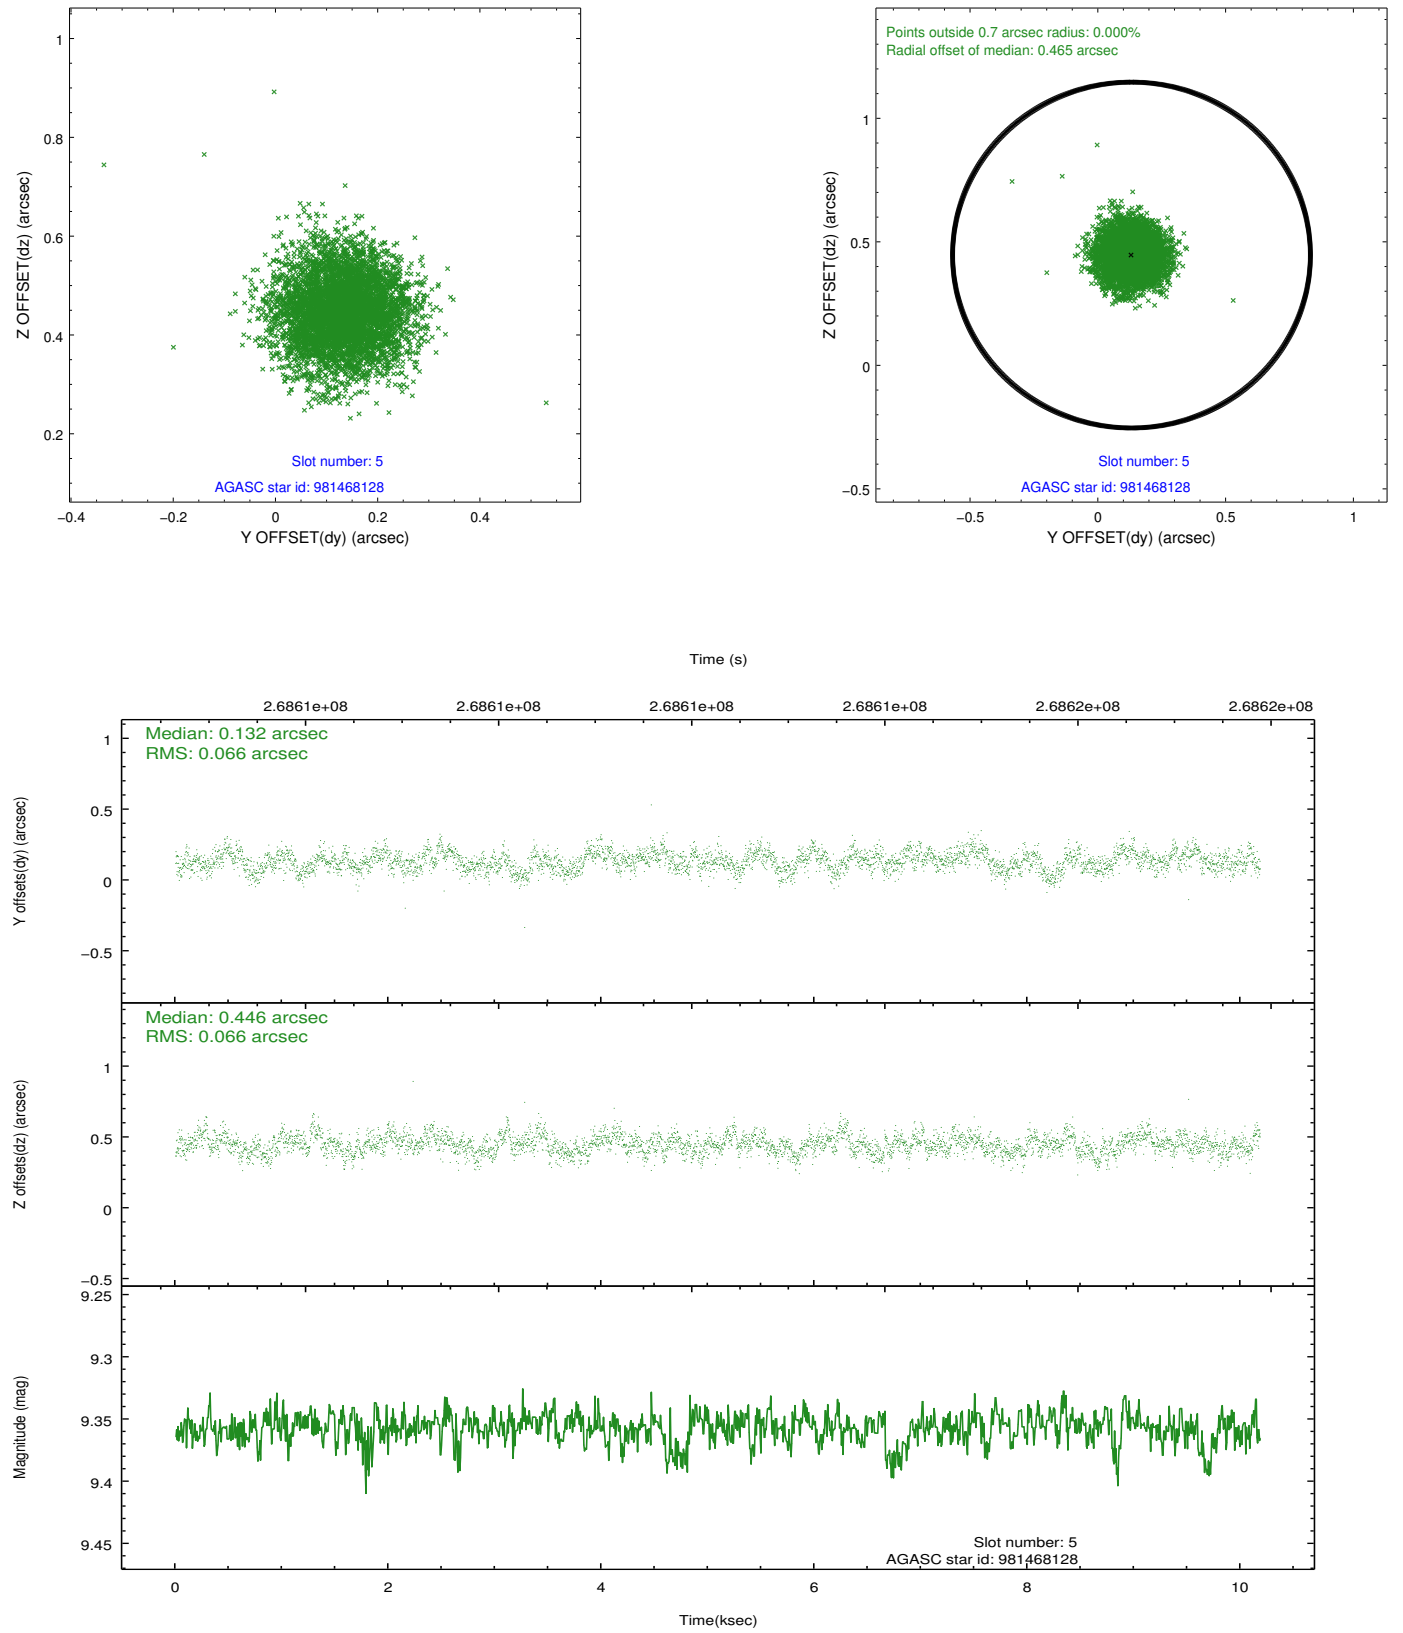 1
0.8
0.6
0.4
0.2
−0.4
−0.2
0
0.2
0.4
Z OFFSET(dz) (arcsec)
Y OFFSET(dy) (arcsec)
Slot number: 5
AGASC star id: 981468128
Points outside 0.7 arcsec radius: 0.000%
Radial offset of median: 0.465 arcsec
1
0.5
0
−0.5
−0.5
0
0.5
1
Z OFFSET(dz) (arcsec)
Y OFFSET(dy) (arcsec)
Slot number: 5
AGASC star id: 981468128
Time (s)
2.6861e+08
2.6861e+08
2.6861e+08
2.6861e+08
2.6862e+08
2.6862e+08
Median: 0.132 arcsec
RMS: 0.066 arcsec
1
0.5
0
−0.5
Y offsets(dy) (arcsec)
Median: 0.446 arcsec
RMS: 0.066 arcsec
1
0.5
0
−0.5
Z offsets(dz) (arcsec)
9.25
9.3
9.35
9.4
9.45
Magnitude (mag)
Slot number: 5
AGASC star id: 981468128
0
2
4
6
8
10
Time(ksec)